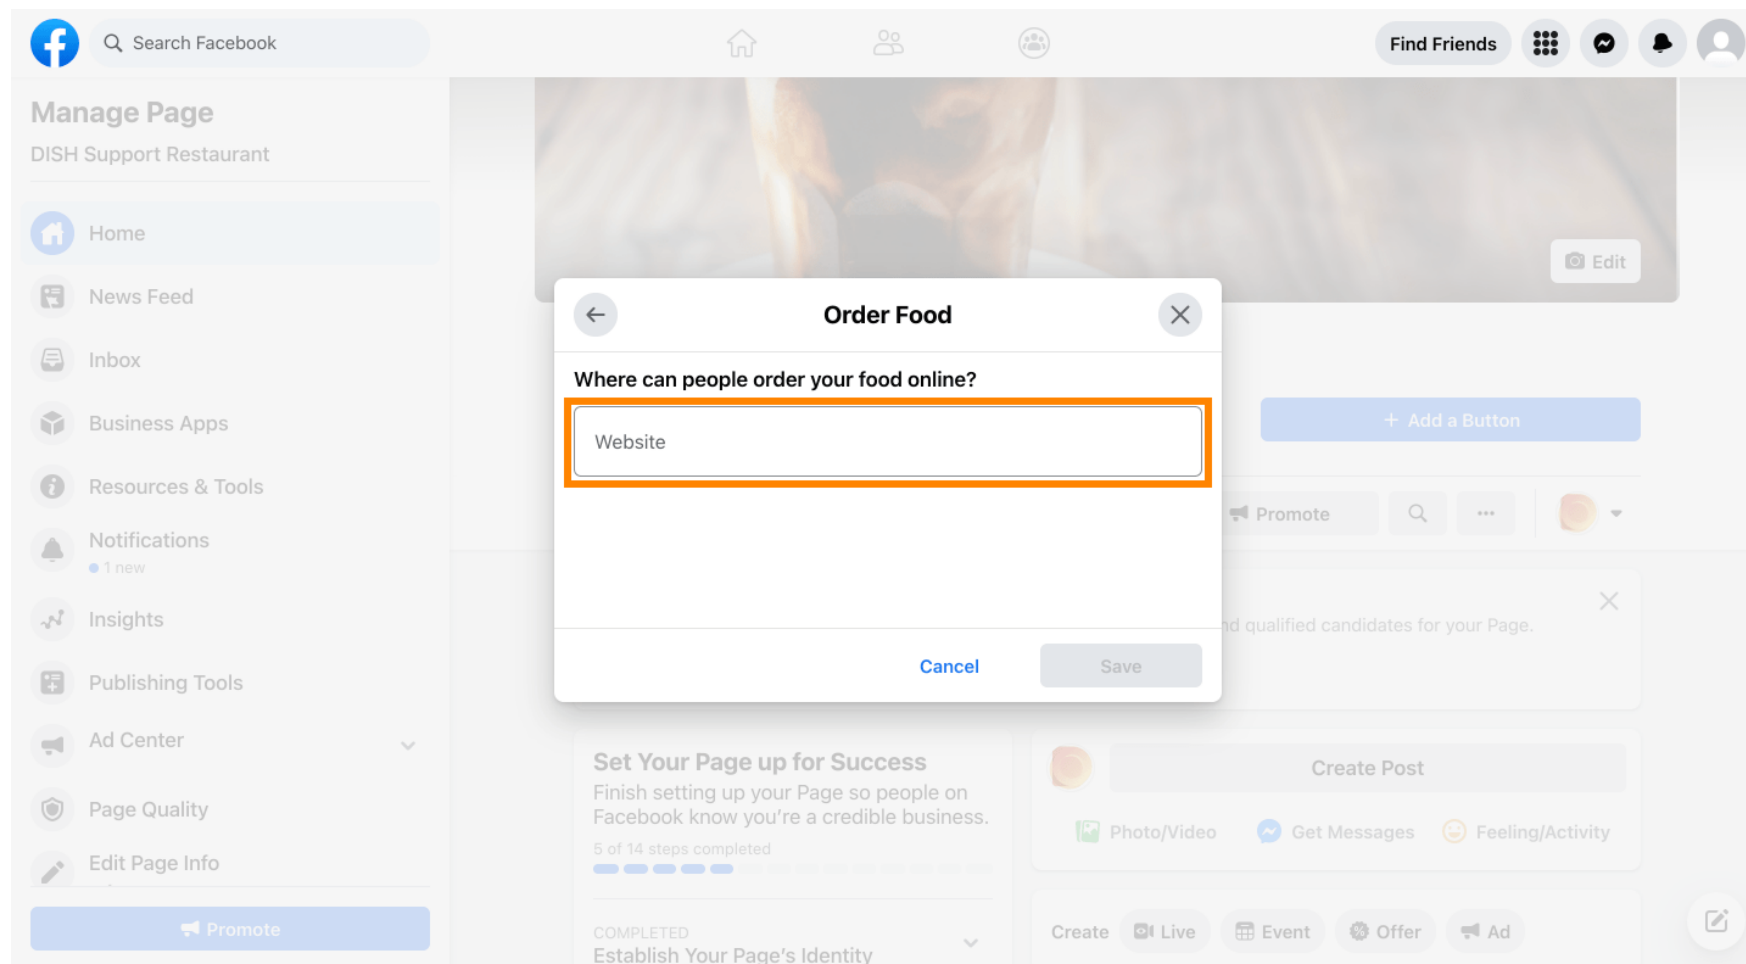 Search Facebook
Find Friends
Manage Page
DISH Support Restaurant
Home
News Feed
Inbox
Business Apps
Resources & Tools
Notifications
1 new
Insights
Publishing Tools
Ad Center
Page Quality
Edit Page Info
Promote
Edit
Order Food
Where can people order your food online?
Website
Cancel
Save
+ Add a Button
Promote
qualified candidates for your Page.
Set Your Page up for Success
Finish setting up your Page so people on
Facebook know you're a credible business.
5 of 14 steps completed
COMPLETED
Establish Your Page's Identity
Create Post
Photo/Video
Get Messages
Feeling/Activity
Create
Live
Event
Offer
Ad